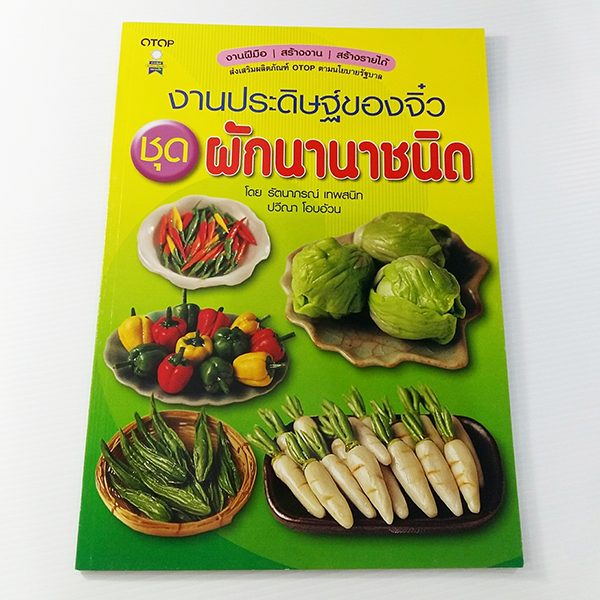 OTOP
งานฝีมือ | สร้างงาน | สร้างรายได้
ส่งเสริมผลิตภัณฑ์ OTOP ตามนโยบายรัฐบาล
งานประดิษฐ์ของจิ๋ว
ชุด ผักนานาชนิด
โดย รัตนาภรณ์ เทพสนิท
ปวีณา โอบอ้วน